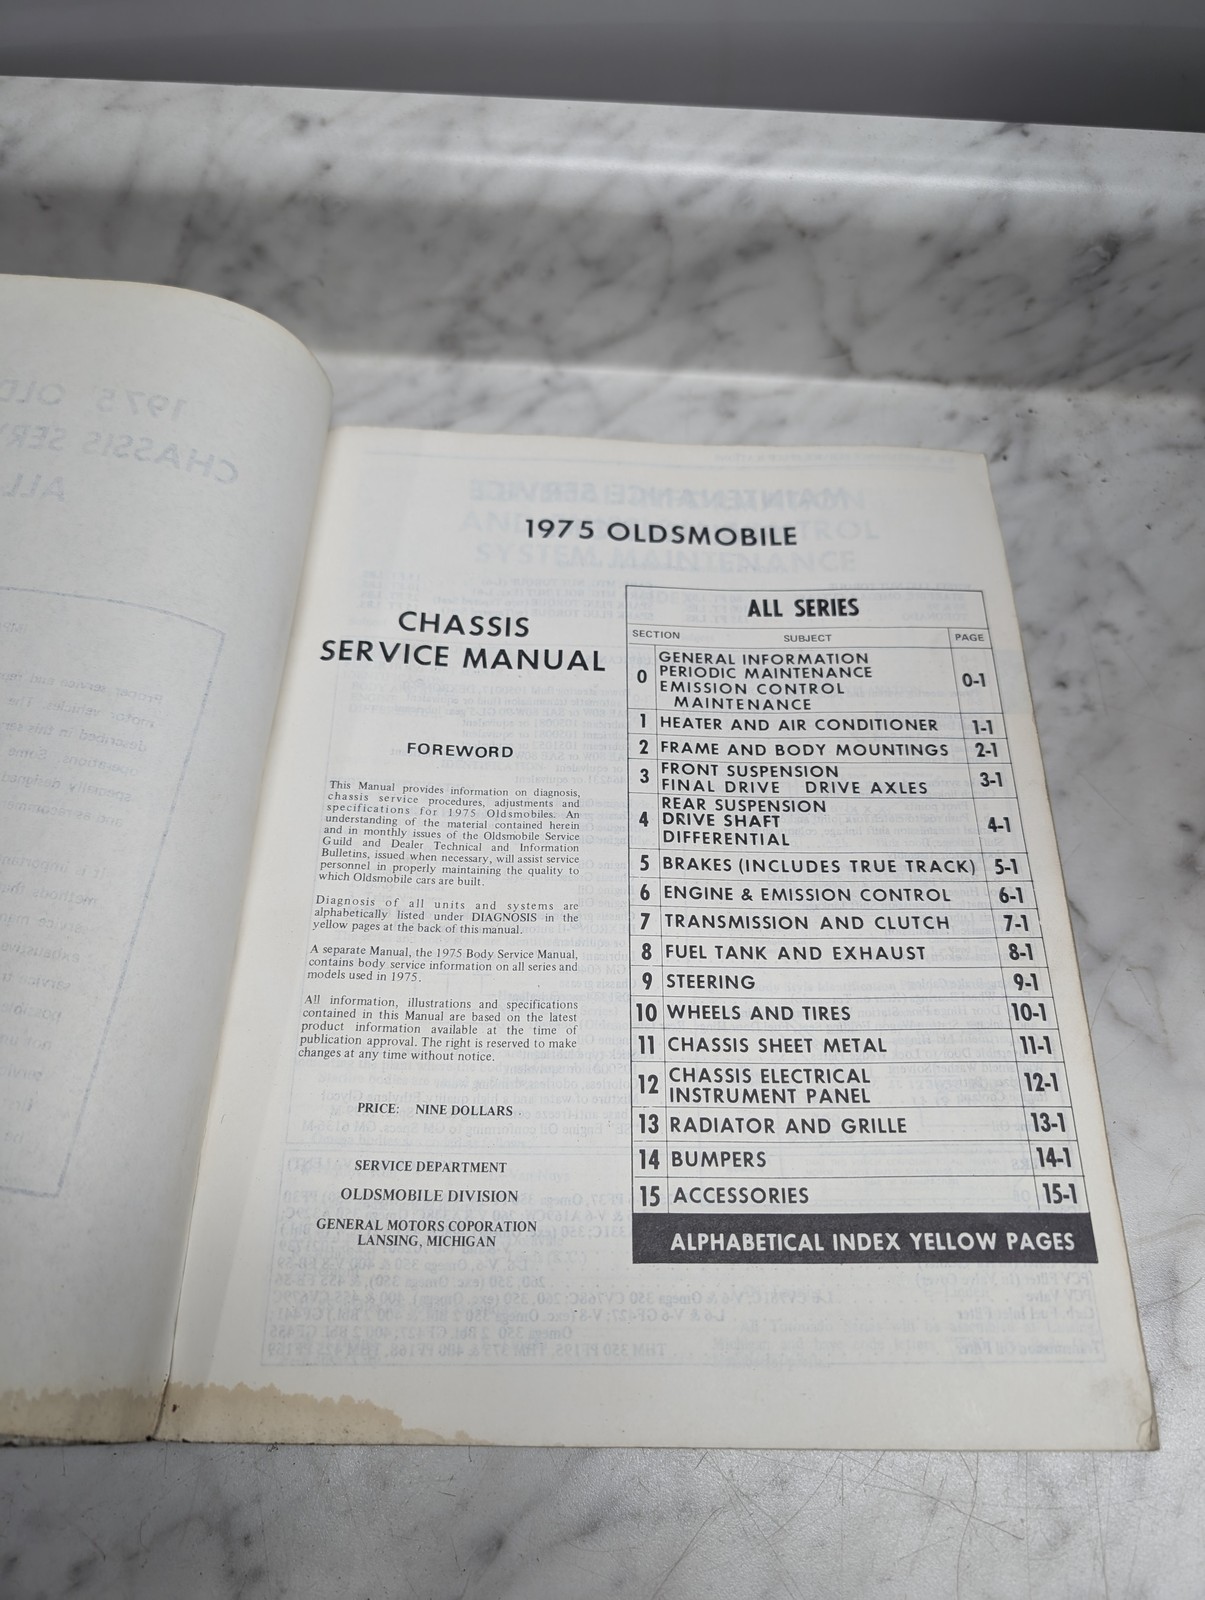 1975 OLDSMOBILE
CHASSIS
SERVICE MANUAL
FOREWORD
This Manual provides information on diagnosis,
chassis service procedures, adjustments and
specifications for 1975 Oldsmobiles. An
understanding of the material contained herein
and in monthly issues of the Oldsmobile Service
Guild and Dealer Technical and Information
Bulletins, issued when necessary, will assist service
personnel in properly maintaining the quality to
which Oldsmobile cars are built.
Diagnosis of all units and systems are
alphabetically listed under DIAGNOSIS in the
yellow pages at the back of this manual.
A separate Manual, the 1975 Body Service Manual,
contains body service information on all series and
models used in 1975.
All information, illustrations and specifications
contained in this Manual are based on the latest
product information available at the time of
publication approval. The right is reserved to make
changes at any time without notice.
PRICE: NINE DOLLARS
SERVICE DEPARTMENT
OLDSMOBILE DIVISION
GENERAL MOTORS COPORATION
LANSING, MICHIGAN
ALL SERIES
SECTION SUBJECT PAGE
0 GENERAL INFORMATION
PERIODIC MAINTENANCE
EMISSION CONTROL
MAINTENANCE 0-1
1 HEATER AND AIR CONDITIONER 1-1
2 FRAME AND BODY MOUNTINGS 2-1
3 FRONT SUSPENSION
FINAL DRIVE DRIVE AXLES 3-1
4 REAR SUSPENSION
DRIVE SHAFT
DIFFERENTIAL 4-1
5 BRAKES (INCLUDES TRUE TRACK) 5-1
6 ENGINE & EMISSION CONTROL 6-1
7 TRANSMISSION AND CLUTCH 7-1
8 FUEL TANK AND EXHAUST 8-1
9 STEERING 9-1
10 WHEELS AND TIRES 10-1
11 CHASSIS SHEET METAL 11-1
12 CHASSIS ELECTRICAL
INSTRUMENT PANEL 12-1
13 RADIATOR AND GRILLE 13-1
14 BUMPERS 14-1
15 ACCESSORIES 15-1
ALPHABETICAL INDEX YELLOW PAGES